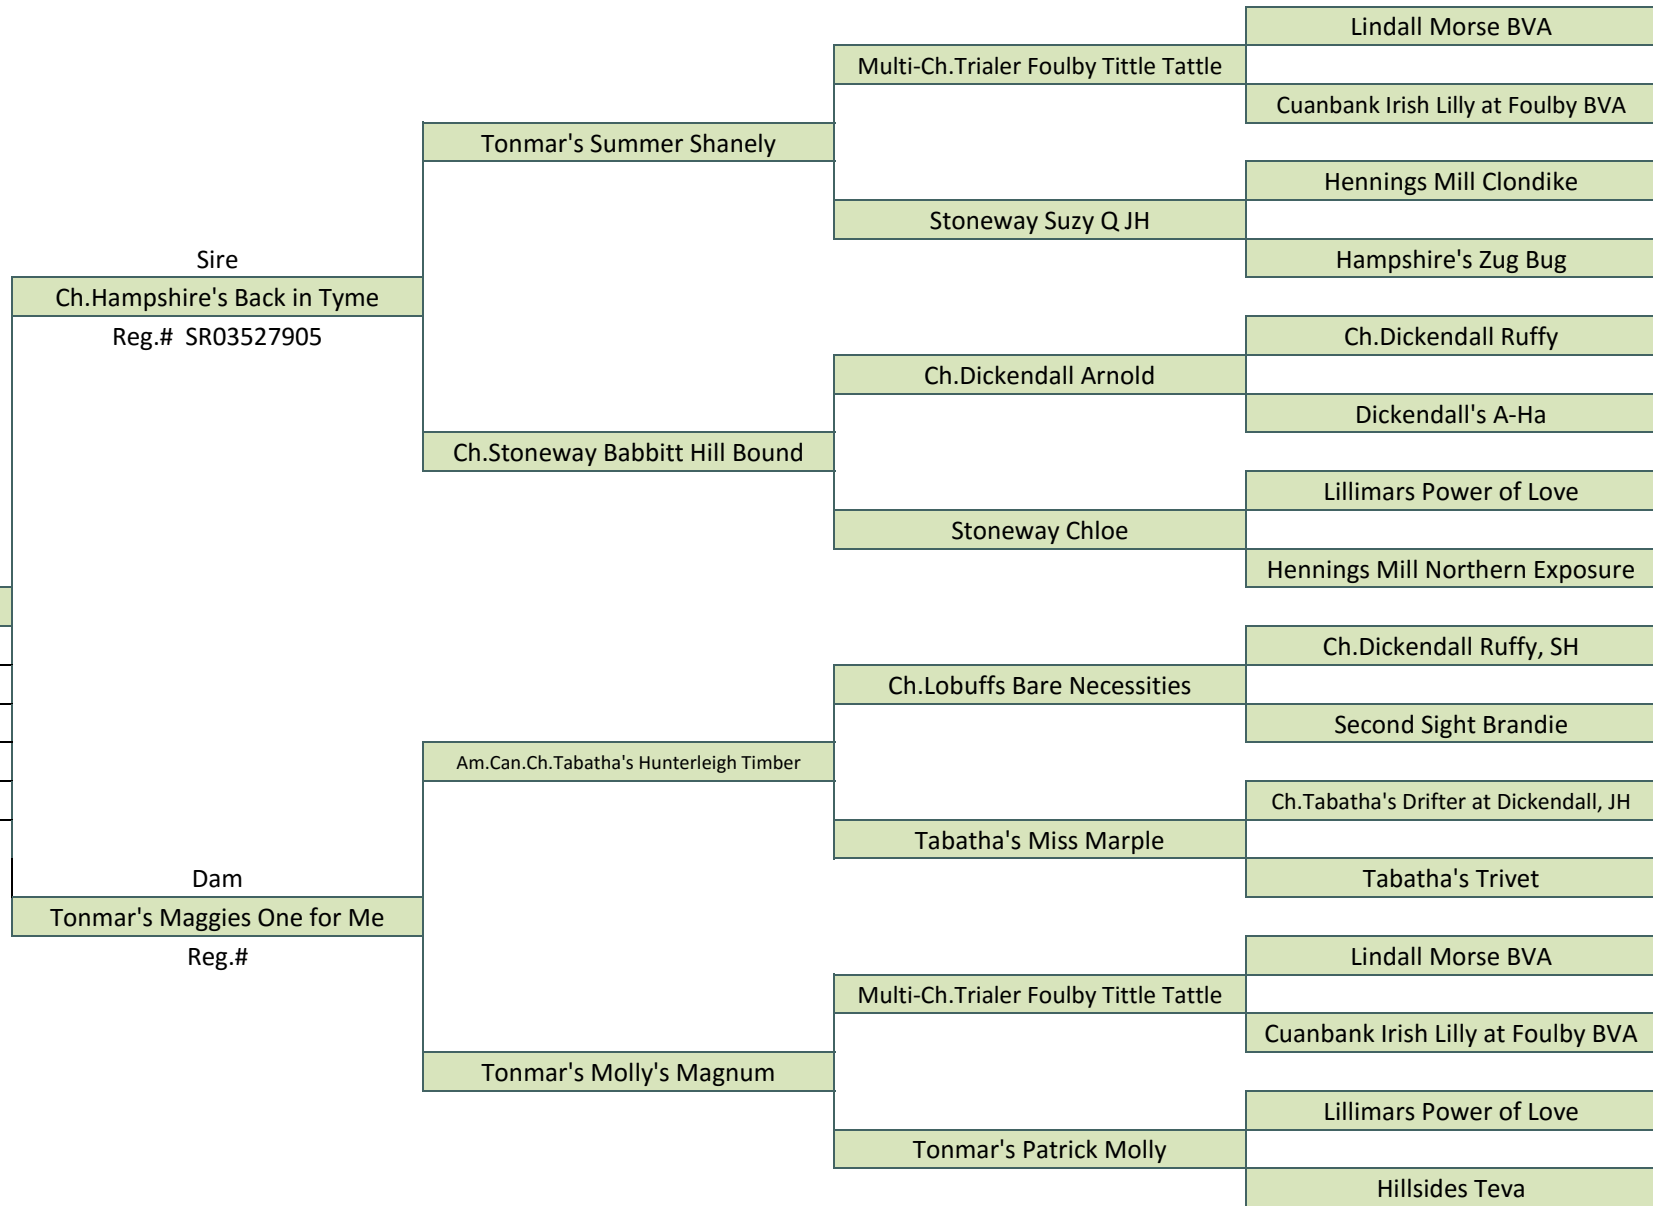 Lindall Morse BVA
Multi-Ch.Trialer Foulby Tittle Tattle
Cuanbank Irish Lilly at Foulby BVA
Tonmar's Summer Shanely
Hennings Mill Clondike
Stoneway Suzy Q JH
Hampshire's Zug Bug
Sire
Ch.Hampshire's Back in Tyme
Reg.#  SR03527905
Ch.Dickendall Ruffy
Ch.Dickendall Arnold
Dickendall's A-Ha
Ch.Stoneway Babbitt Hill Bound
Lillimars Power of Love
Stoneway Chloe
Hennings Mill Northern Exposure
Ch.Dickendall Ruffy, SH
Ch.Lobuffs Bare Necessities
Second Sight Brandie
Am.Can.Ch.Tabatha's Hunterleigh Timber
Ch.Tabatha's Drifter at Dickendall, JH
Tabatha's Miss Marple
Tabatha's Trivet
Dam
Tonmar's Maggies One for Me
Reg.#
Lindall Morse BVA
Multi-Ch.Trialer Foulby Tittle Tattle
Cuanbank Irish Lilly at Foulby BVA
Tonmar's Molly's Magnum
Lillimars Power of Love
Tonmar's Patrick Molly
Hillsides Teva